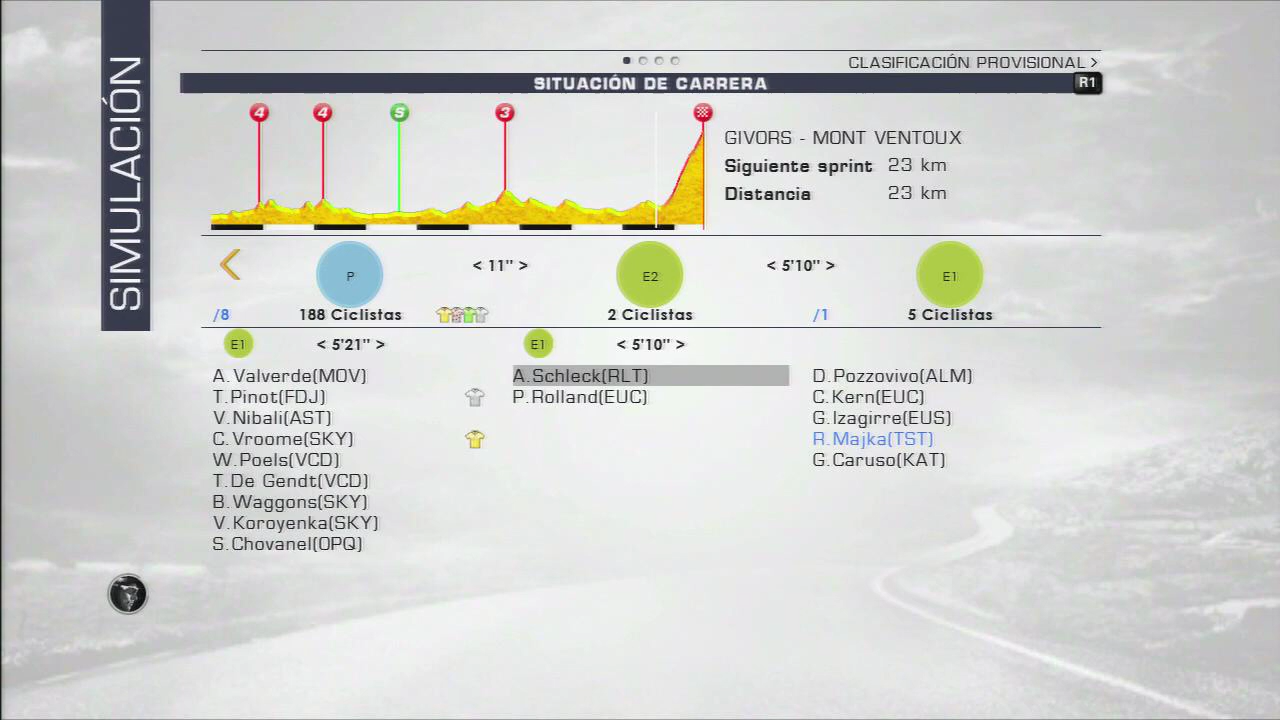 SIMULACIÓN
CLASIFICACIÓN PROVISIONAL >
SITUACIÓN DE CARRERA
R1
4 4 S 3
GIVORS - MONT VENTOUX
Siguiente sprint 23 km
Distancia 23 km
P < 11'' > E2 < 5'10'' > E1
/8 188 Ciclistas 2 Ciclistas /1 5 Ciclistas
E1 < 5'21'' >
A.Valverde(MOV)
T.Pinot(FDJ)
V.Nibali(AST)
C.Vroome(SKY)
W.Poels(VCD)
T.De Gendt(VCD)
B.Waggons(SKY)
V.Koroyenka(SKY)
S.Chovanel(OPQ)
E1 < 5'10'' >
A.Schleck(RLT)
P.Rolland(EUC)
D.Pozzovivo(ALM)
C.Kern(EUC)
G.Izagirre(EUS)
R.Majka(TST)
G.Caruso(KAT)